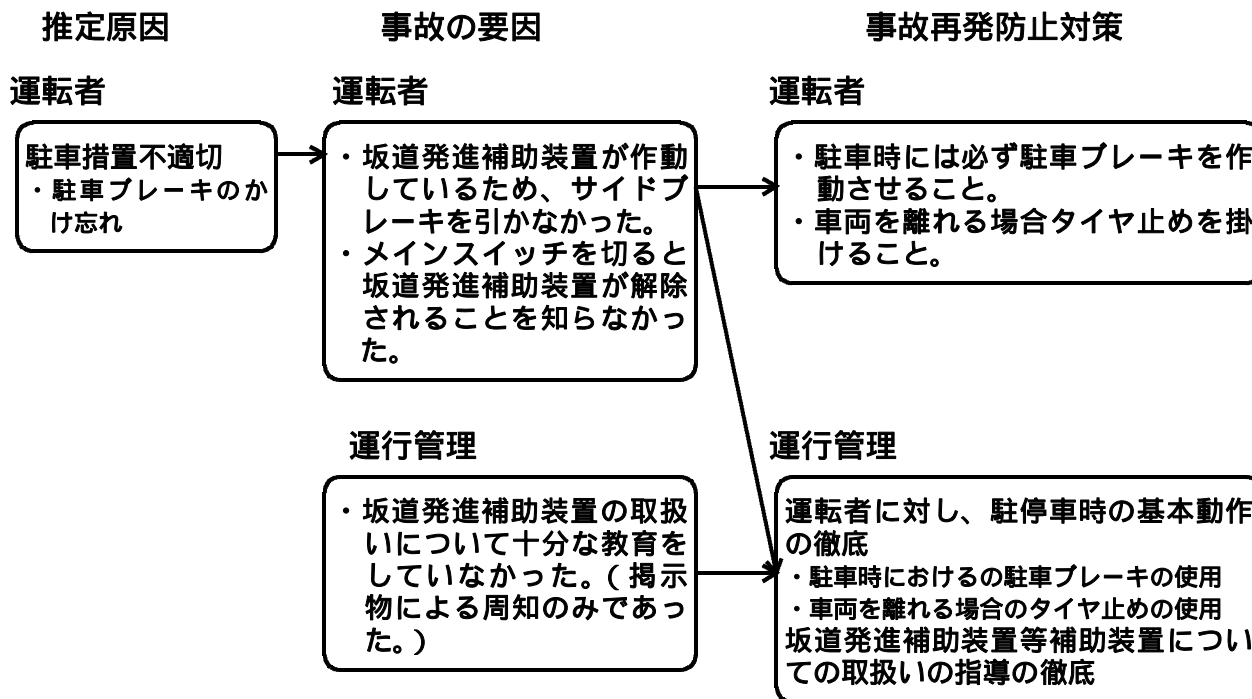 推定原因
事故の要因
事故再発防止対策
運転者
駐車措置不適切
・駐車ブレーキのか
け忘れ
運転者
・坂道発進補助装置が作動
しているため、サイドブ
レーキを引かなかった。
・メインスイッチを切ると
坂道発進補助装置が解除
されることを知らなかっ
た。
運転者
・駐車時には必ず駐車ブレーキを作
動させること。
・車両を離れる場合タイヤ止めを掛
けること。
運行管理
・坂道発進補助装置の取扱
いについて十分な教育を
していなかった。(掲示
物による周知のみであっ
た。)
運行管理
運転者に対し、駐停車時の基本動作
の徹底
・駐車時におけるの駐車ブレーキの使用
・車両を離れる場合のタイヤ止めの使用
坂道発進補助装置等補助装置につい
ての取扱いの指導の徹底